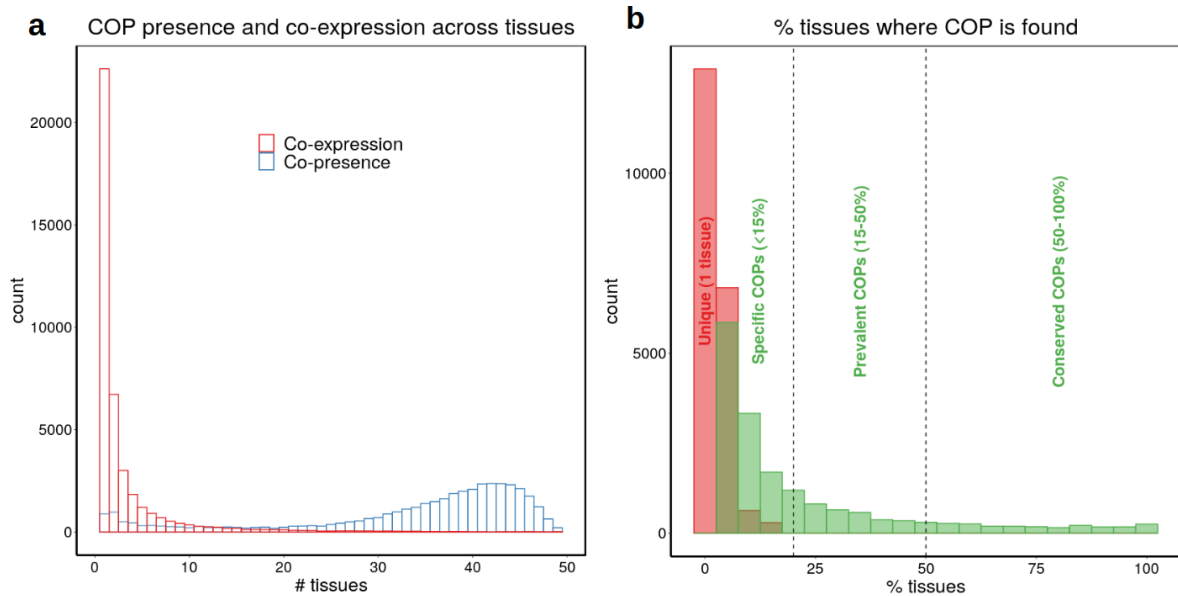 a
COP presence and co-expression across tissues
20000
15000
10000
5000
0
count
Co-expression
Co-presence
0
10
20
30
40
50
# tissues
b
% tissues where COP is found
10000
5000
0
count
Unique (1 tissue)
Specific COPs (<15%)
Prevalent COPs (15-50%)
Conserved COPs (50-100%)
0
25
50
75
100
% tissues